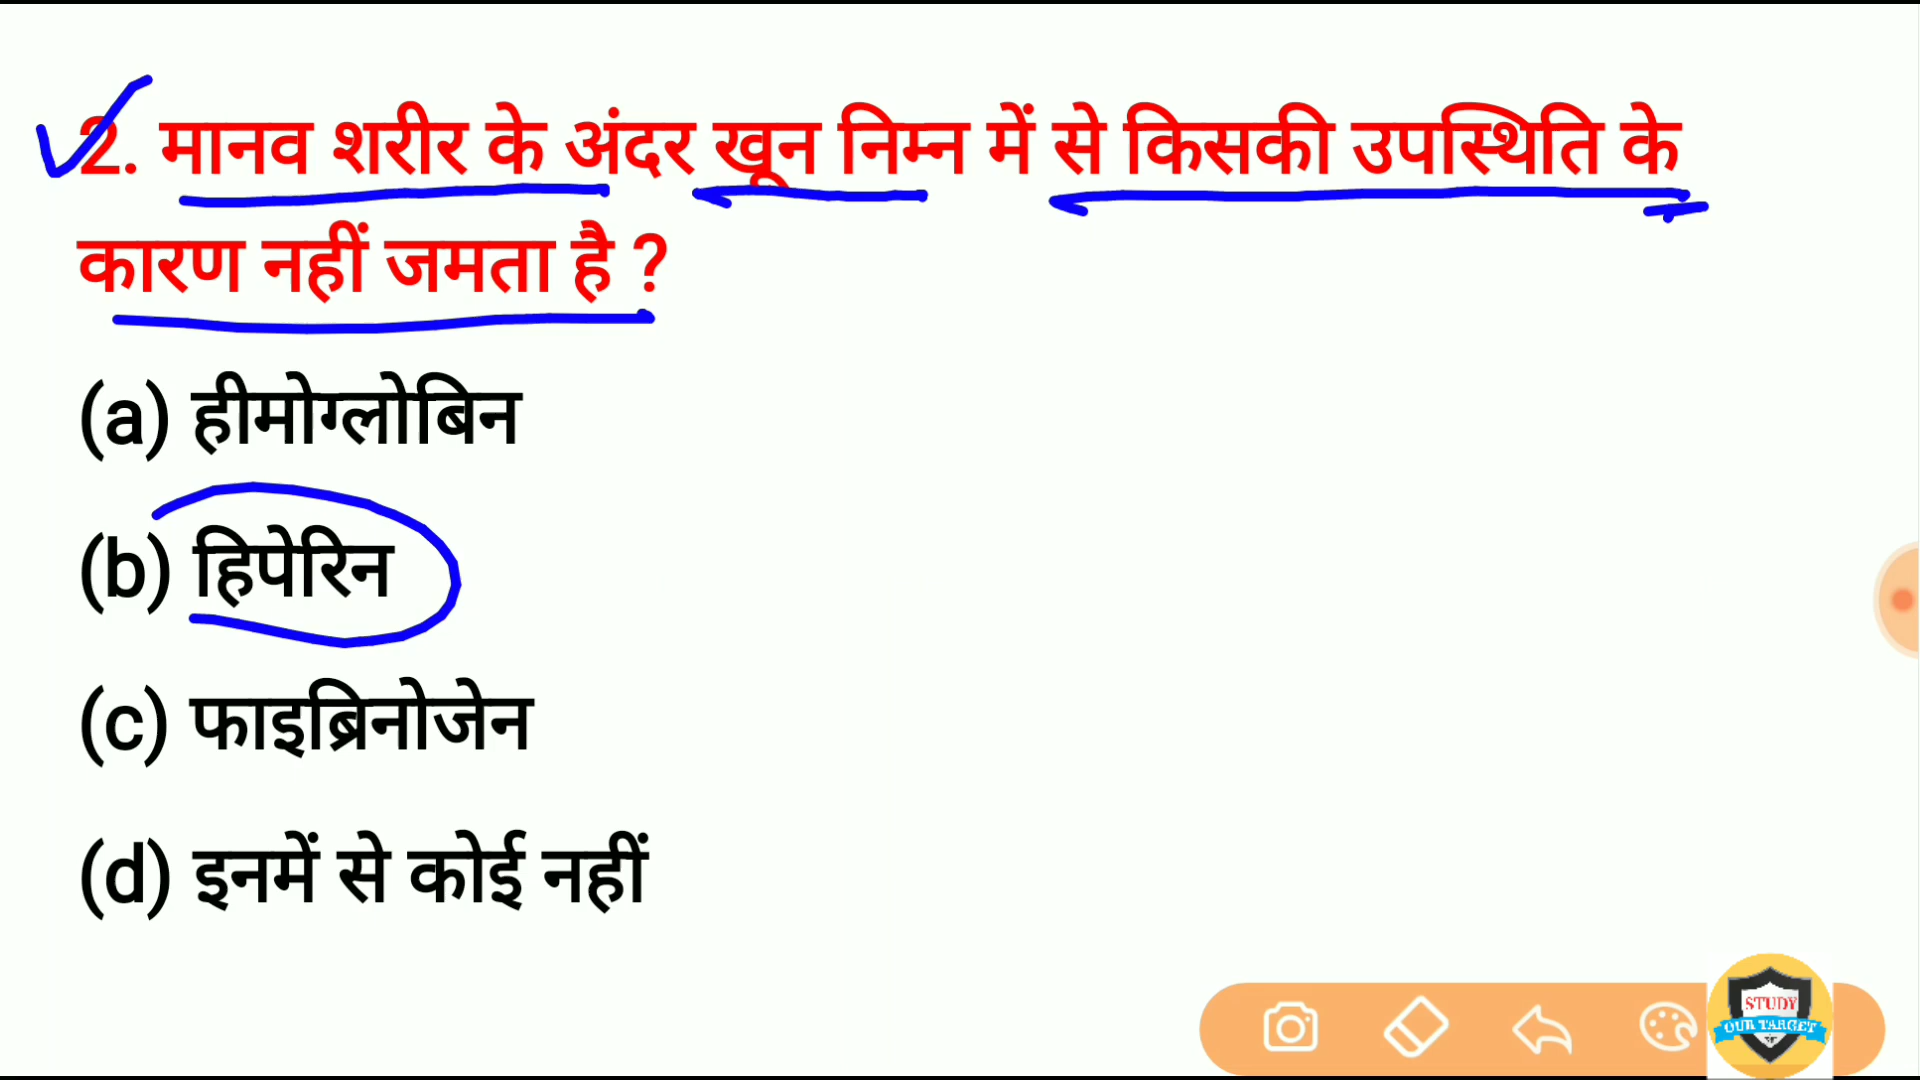 2. मानव शरीर के अंदर खून निम्न में से किसकी उपस्थिति के
कारण नहीं जमता है ?
(a) हीमोग्लोबिन
(b) हिपेरिन
(c) फाइब्रिनोजेन
(d) इनमें से कोई नहीं
STUDY
OUR TARGET